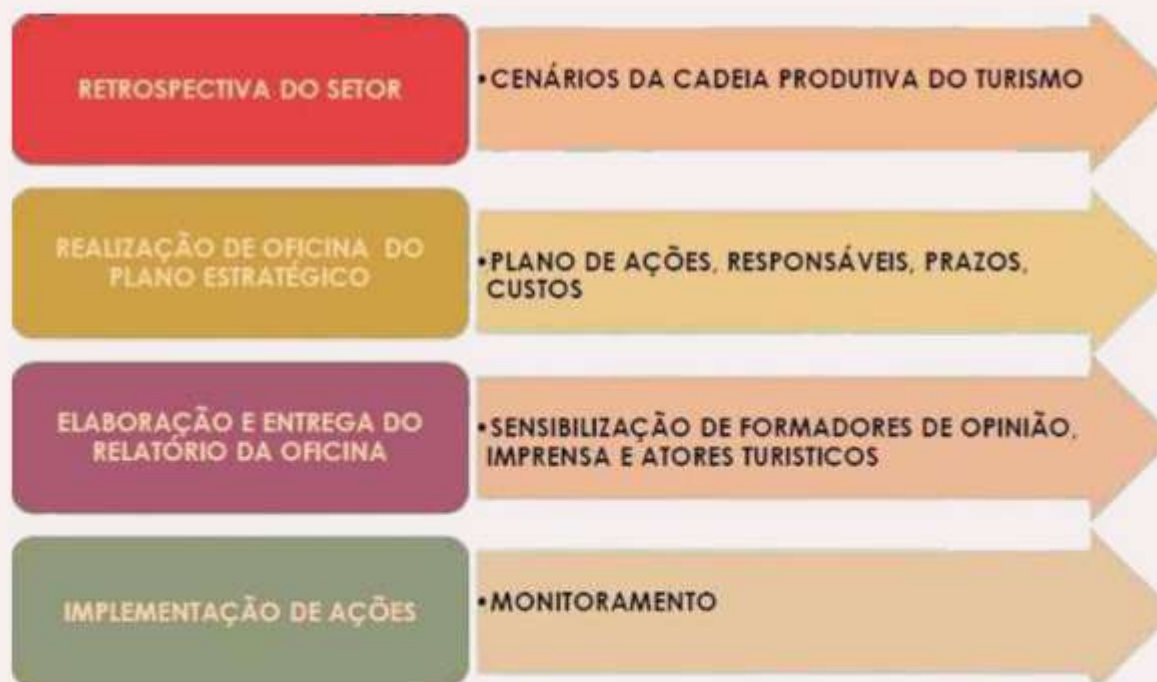 RETROSPECTIVA DO SETOR
•CENÁRIOS DA CADEIA PRODUTIVA DO TURISMO
REALIZAÇÃO DE OFICINA DO
PLANO ESTRATÉGICO
•PLANO DE AÇÕES, RESPONSÁVEIS, PRAZOS,
CUSTOS
ELABORAÇÃO E ENTREGA DO
RELATÓRIO DA OFICINA
•SENSIBILIZAÇÃO DE FORMADORES DE OPINIÃO,
IMPRENSA E ATORES TURISTICOS
IMPLEMENTAÇÃO DE AÇÕES
•MONITORAMENTO